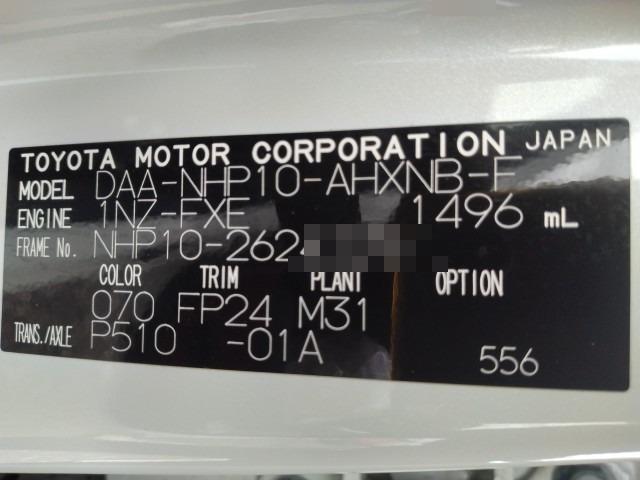 TOYOTA MOTOR CORPORATION JAPAN
MODEL DAA-NHP10-AHXNB-F
ENGINE 1NZ-FXE 1496 mL
FRAME No. NHP10-262
COLOR TRIM PLANT OPTION
070 FP24 M31
TRANS./AXLE P510 -01A
556